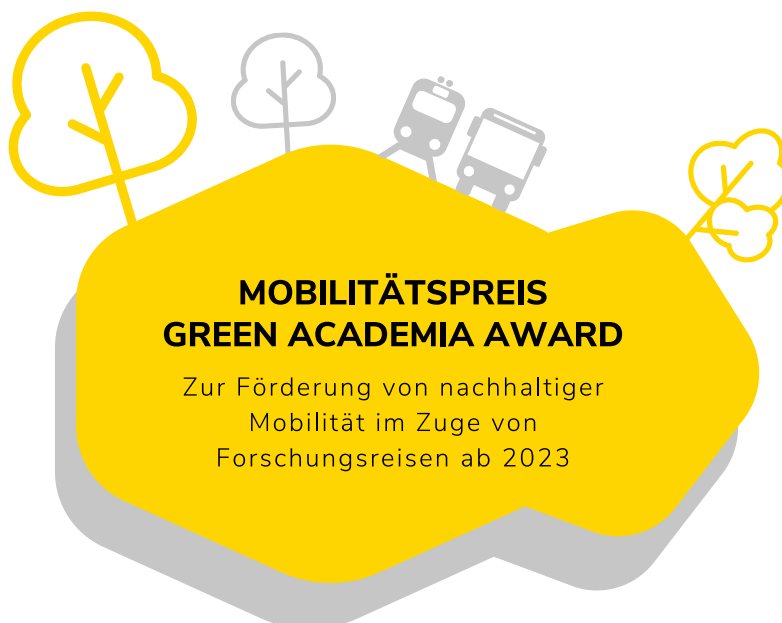 MOBILITÄTSPREIS
GREEN ACADEMIA AWARD
Zur Förderung von nachhaltiger
Mobilität im Zuge von
Forschungsreisen ab 2023